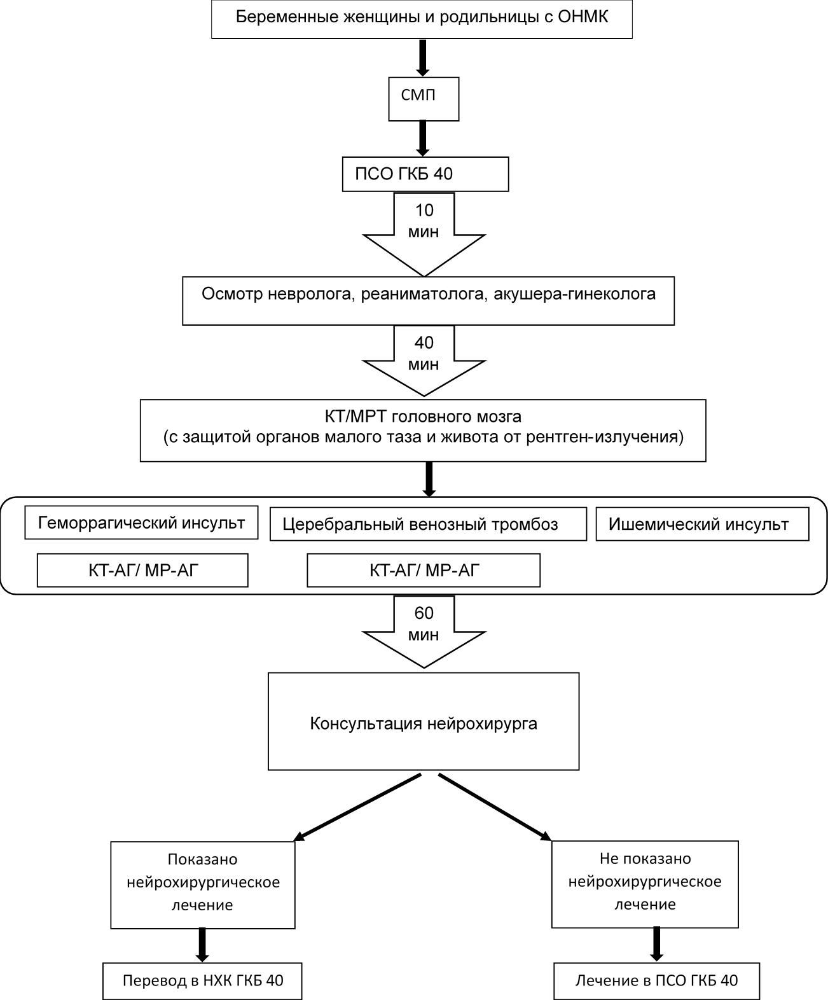 Беременные женщины и родильницы с ОНМК
СМП
ПСО ГКБ 40
10
мин
Осмотр невролога, реаниматолога, акушера-гинеколога
40
мин
КТ/МРТ головного мозга
(с защитой органов малого таза и живота от рентген-излучения)
Геморрагический инсульт
Церебральный венозный тромбоз
Ишемический инсульт
КТ-АГ/ МР-АГ
КТ-АГ/ МР-АГ
60
мин
Консультация нейрохирурга
Показано
нейрохирургическое
лечение
Не показано
нейрохирургическое
лечение
Перевод в НХК ГКБ 40
Лечение в ПСО ГКБ 40